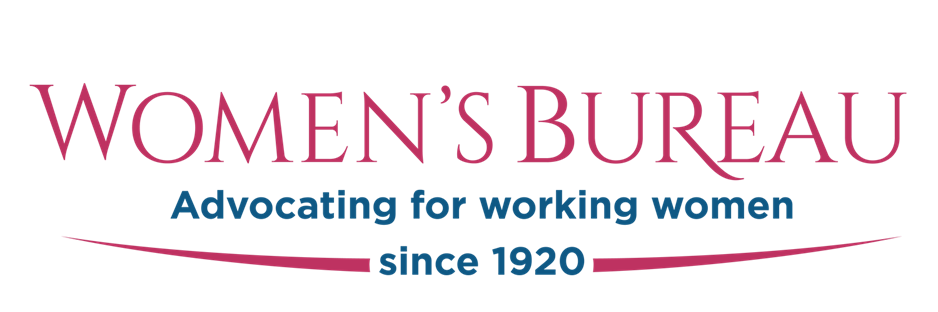 WOMEN'S BUREAU
Advocating for working women
since 1920